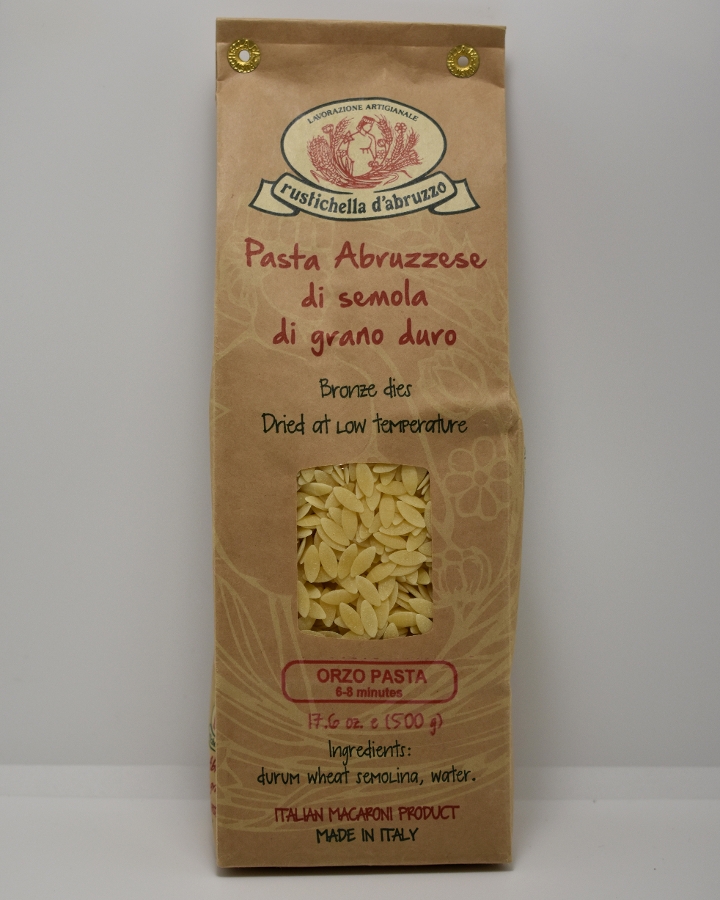 LAVORAZIONE ARTIGIANALE
rustichella d'abruzzo
Pasta Abruzzese
di semola
di grano duro
Bronze dies
Dried at low temperature
ORZO PASTA
6-8 minutes
17.6 oz. e (500 g)
Ingredients:
durum wheat semolina, water.
ITALIAN MACARONI PRODUCT
MADE IN ITALY